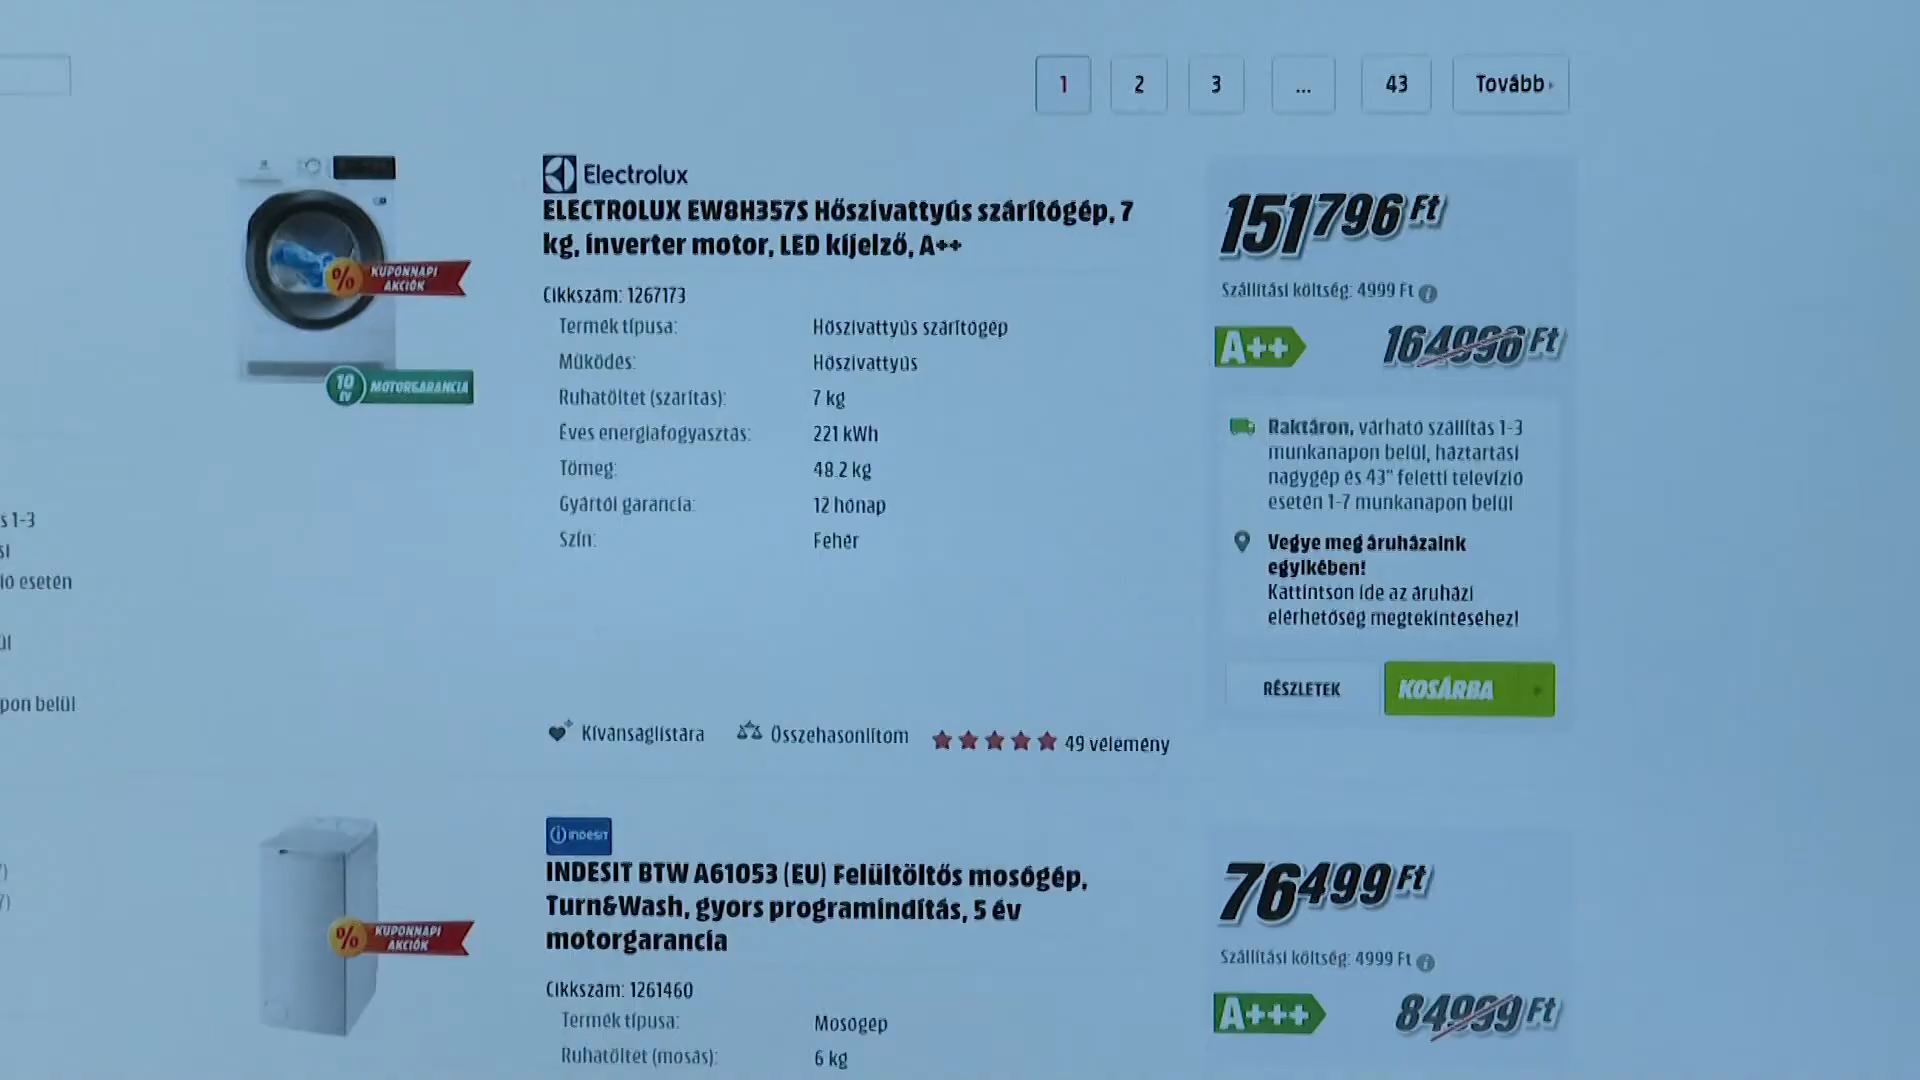 1 2 3 ... 43 Tovább
Electrolux
ELECTROLUX EW8H357S Hőszivattyús szárítógép, 7
kg, inverter motor, LED kijelző, A++
Cikkszám: 1267173
Termék típusa: Hőszivattyús szárítógép
Működés: Hőszivattyús
Ruhatöltet (szárítás): 7 kg
Éves energiafogyasztás: 221 kWh
Tömeg: 48.2 kg
Gyártói garancia: 12 hónap
Szín: Fehér
% KUPONNAPI
AKCIÓK
10
ÉV MOTORGARANCIA
151796 Ft
Szállítási költség: 4999 Ft
A++
Raktáron, várható szállítás 1-3
munkanapon belül, háztartási
nagygép és 43" feletti televízió
esetén 1-7 munkanapon belül
Vegye meg áruházaink
egyikében!
Kattintson ide az áruházi
elérhetőség megtekintéséhez!
RÉSZLETEK KOSÁRBA
Kívánságlistára Összehasonlítom 49 vélemény
s 1-3
si
ió esetén
ül
pon belül
INDESIT
INDESIT BTW A61053 (EU) Felültöltős mosógép,
Turn&Wash, gyors programindítás, 5 év
motorgarancia
Cikkszám: 1261460
Termék típusa: Mosógép
Ruhatöltet (mosás): 6 kg
% KUPONNAPI
AKCIÓK
76499 Ft
Szállítási költség: 4999 Ft
A+++
84999 Ft